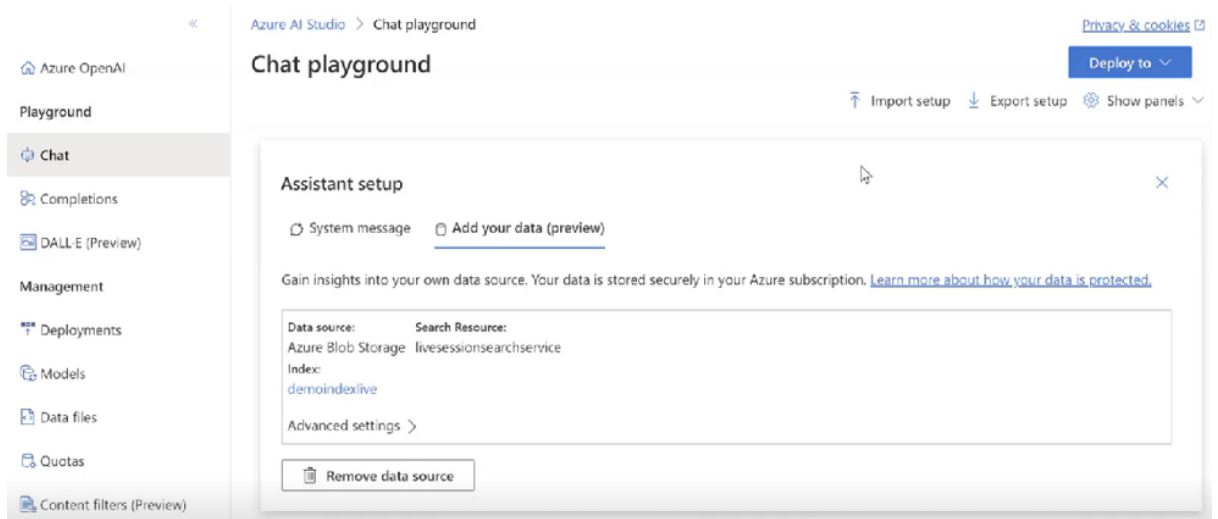 «
Azure OpenAI
Playground
Chat
Completions
DALL·E (Preview)
Management
Deployments
Models
Data files
Quotas
Content filters (Preview)
Azure AI Studio > Chat playground
Privacy & cookies
Chat playground
Deploy to
Import setup Export setup Show panels
Assistant setup
System message Add your data (preview)
Gain insights into your own data source. Your data is stored securely in your Azure subscription. Learn more about how your data is protected.
Data source: Search Resource:
Azure Blob Storage livesessionsearchservice
Index:
demoindexlive
Advanced settings >
Remove data source